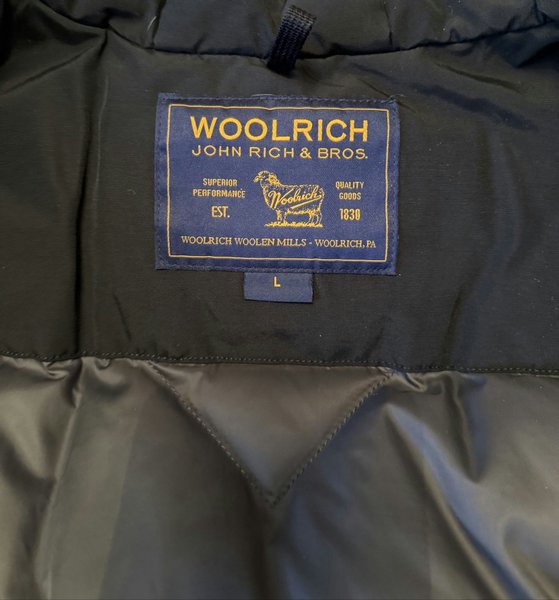 WOOLRICH
JOHN RICH & BROS.
SUPERIOR PERFORMANCE
Woolrich
QUALITY GOODS
EST.
1830
WOOLRICH WOOLEN MILLS - WOOLRICH, PA
L